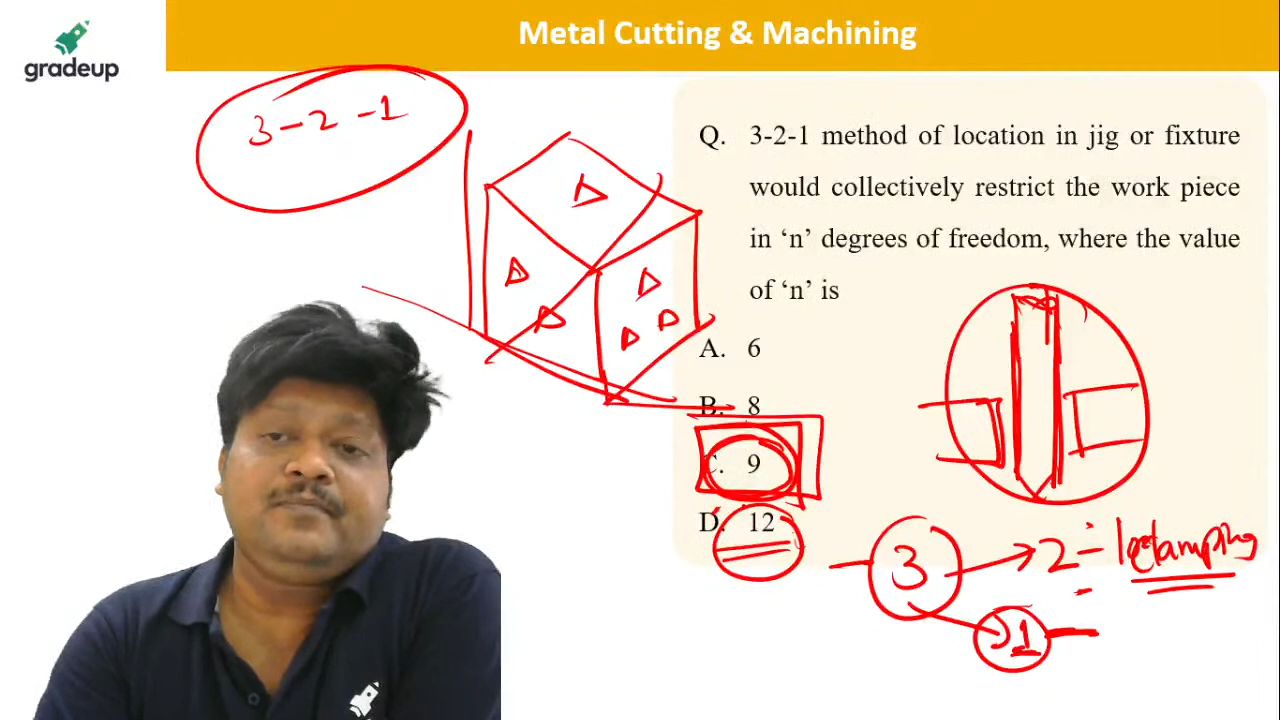 gradeup
Metal Cutting & Machining
3-2-1
Q. 3-2-1 method of location in jig or fixture
would collectively restrict the work piece
in ‘n’ degrees of freedom, where the value
of ‘n’ is
A. 6
B. 8
C. 9
D. 12
3
2
1